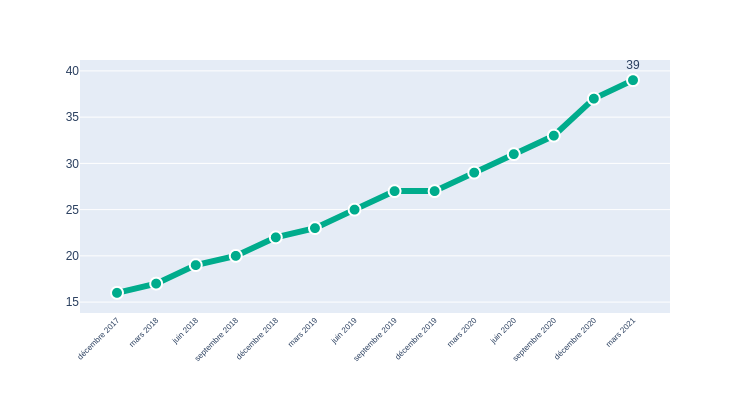 39
40
35
30
25
20
15
décembre 2017
mars 2018
juin 2018
septembre 2018
décembre 2018
mars 2019
juin 2019
septembre 2019
décembre 2019
mars 2020
juin 2020
septembre 2020
décembre 2020
mars 2021